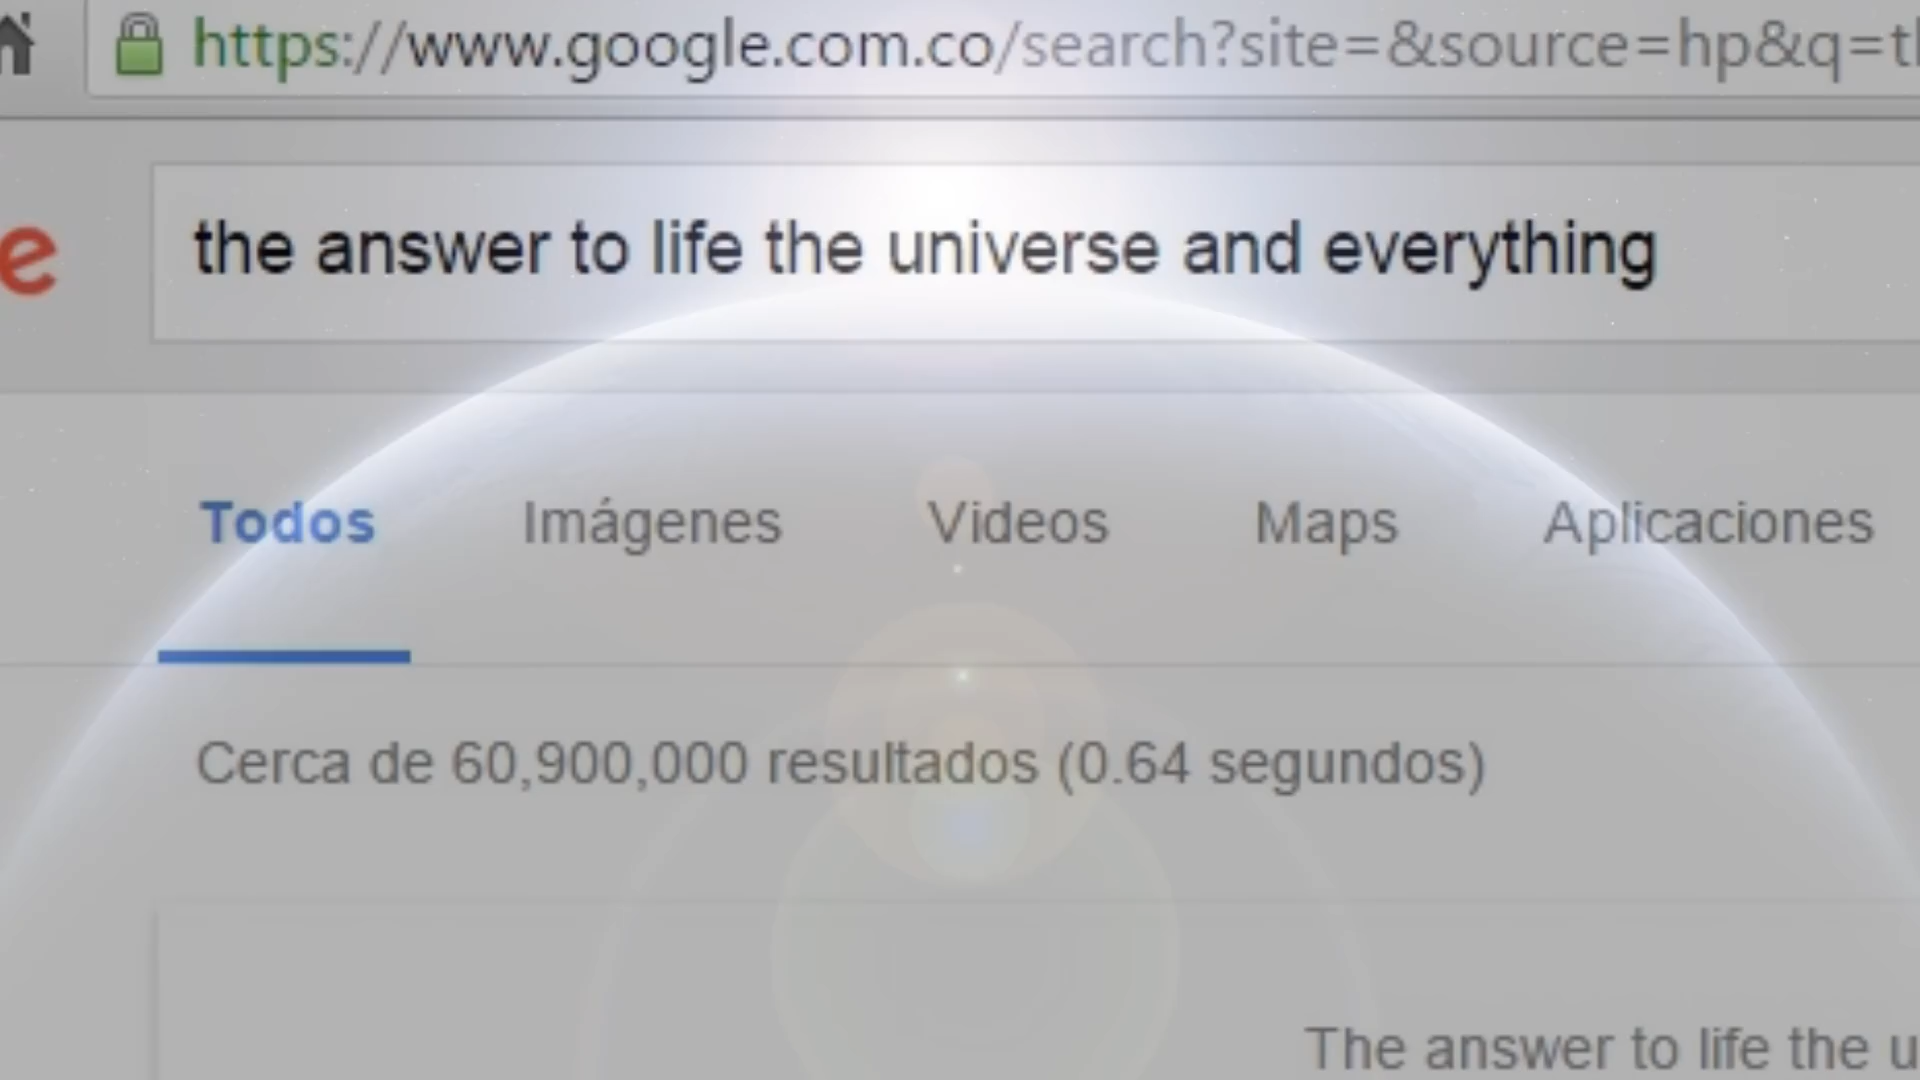 https://www.google.com.co/search?site=&source=hp&q=t
e
the answer to life the universe and everything
Todos Imágenes Videos Maps Aplicaciones
Cerca de 60,900,000 resultados (0.64 segundos)
The answer to life the u